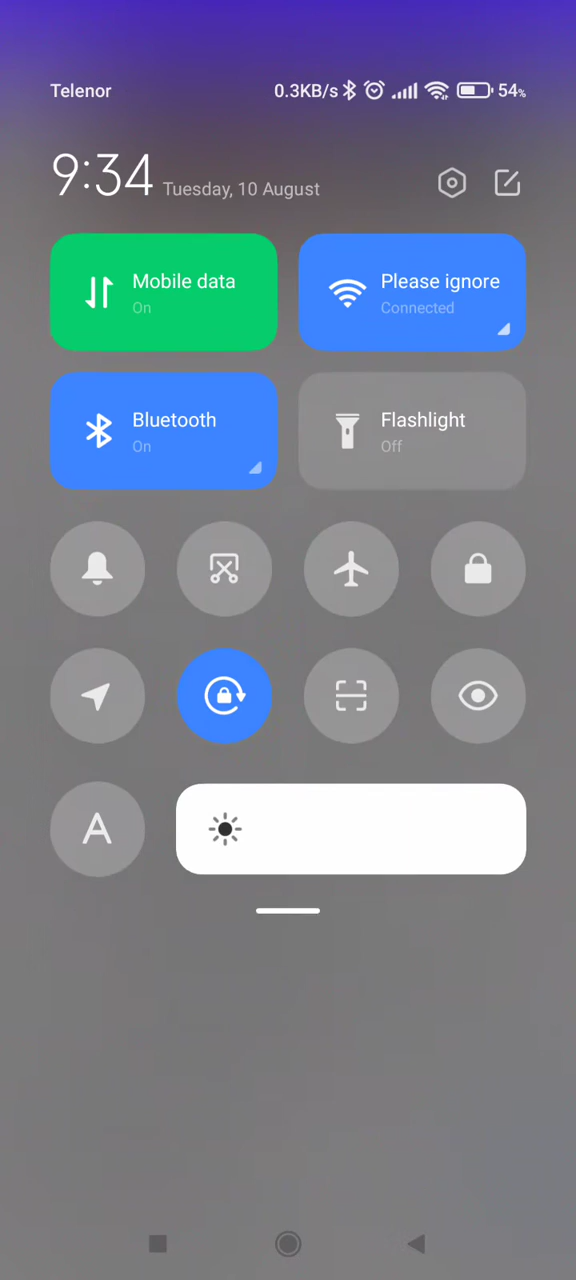 Telenor 0.3KB/s 54%
9:34 Tuesday, 10 August
Mobile data
On
Please ignore
Connected
Bluetooth
On
Flashlight
Off
A